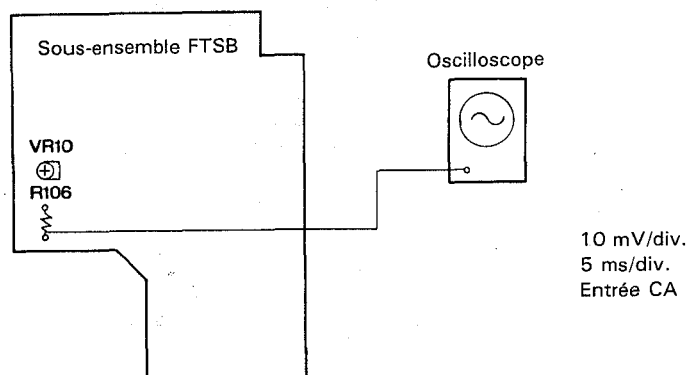 Sous-ensemble FTSB
Oscilloscope
VR10
R106
10 mV/div.
5 ms/div.
Entrée CA